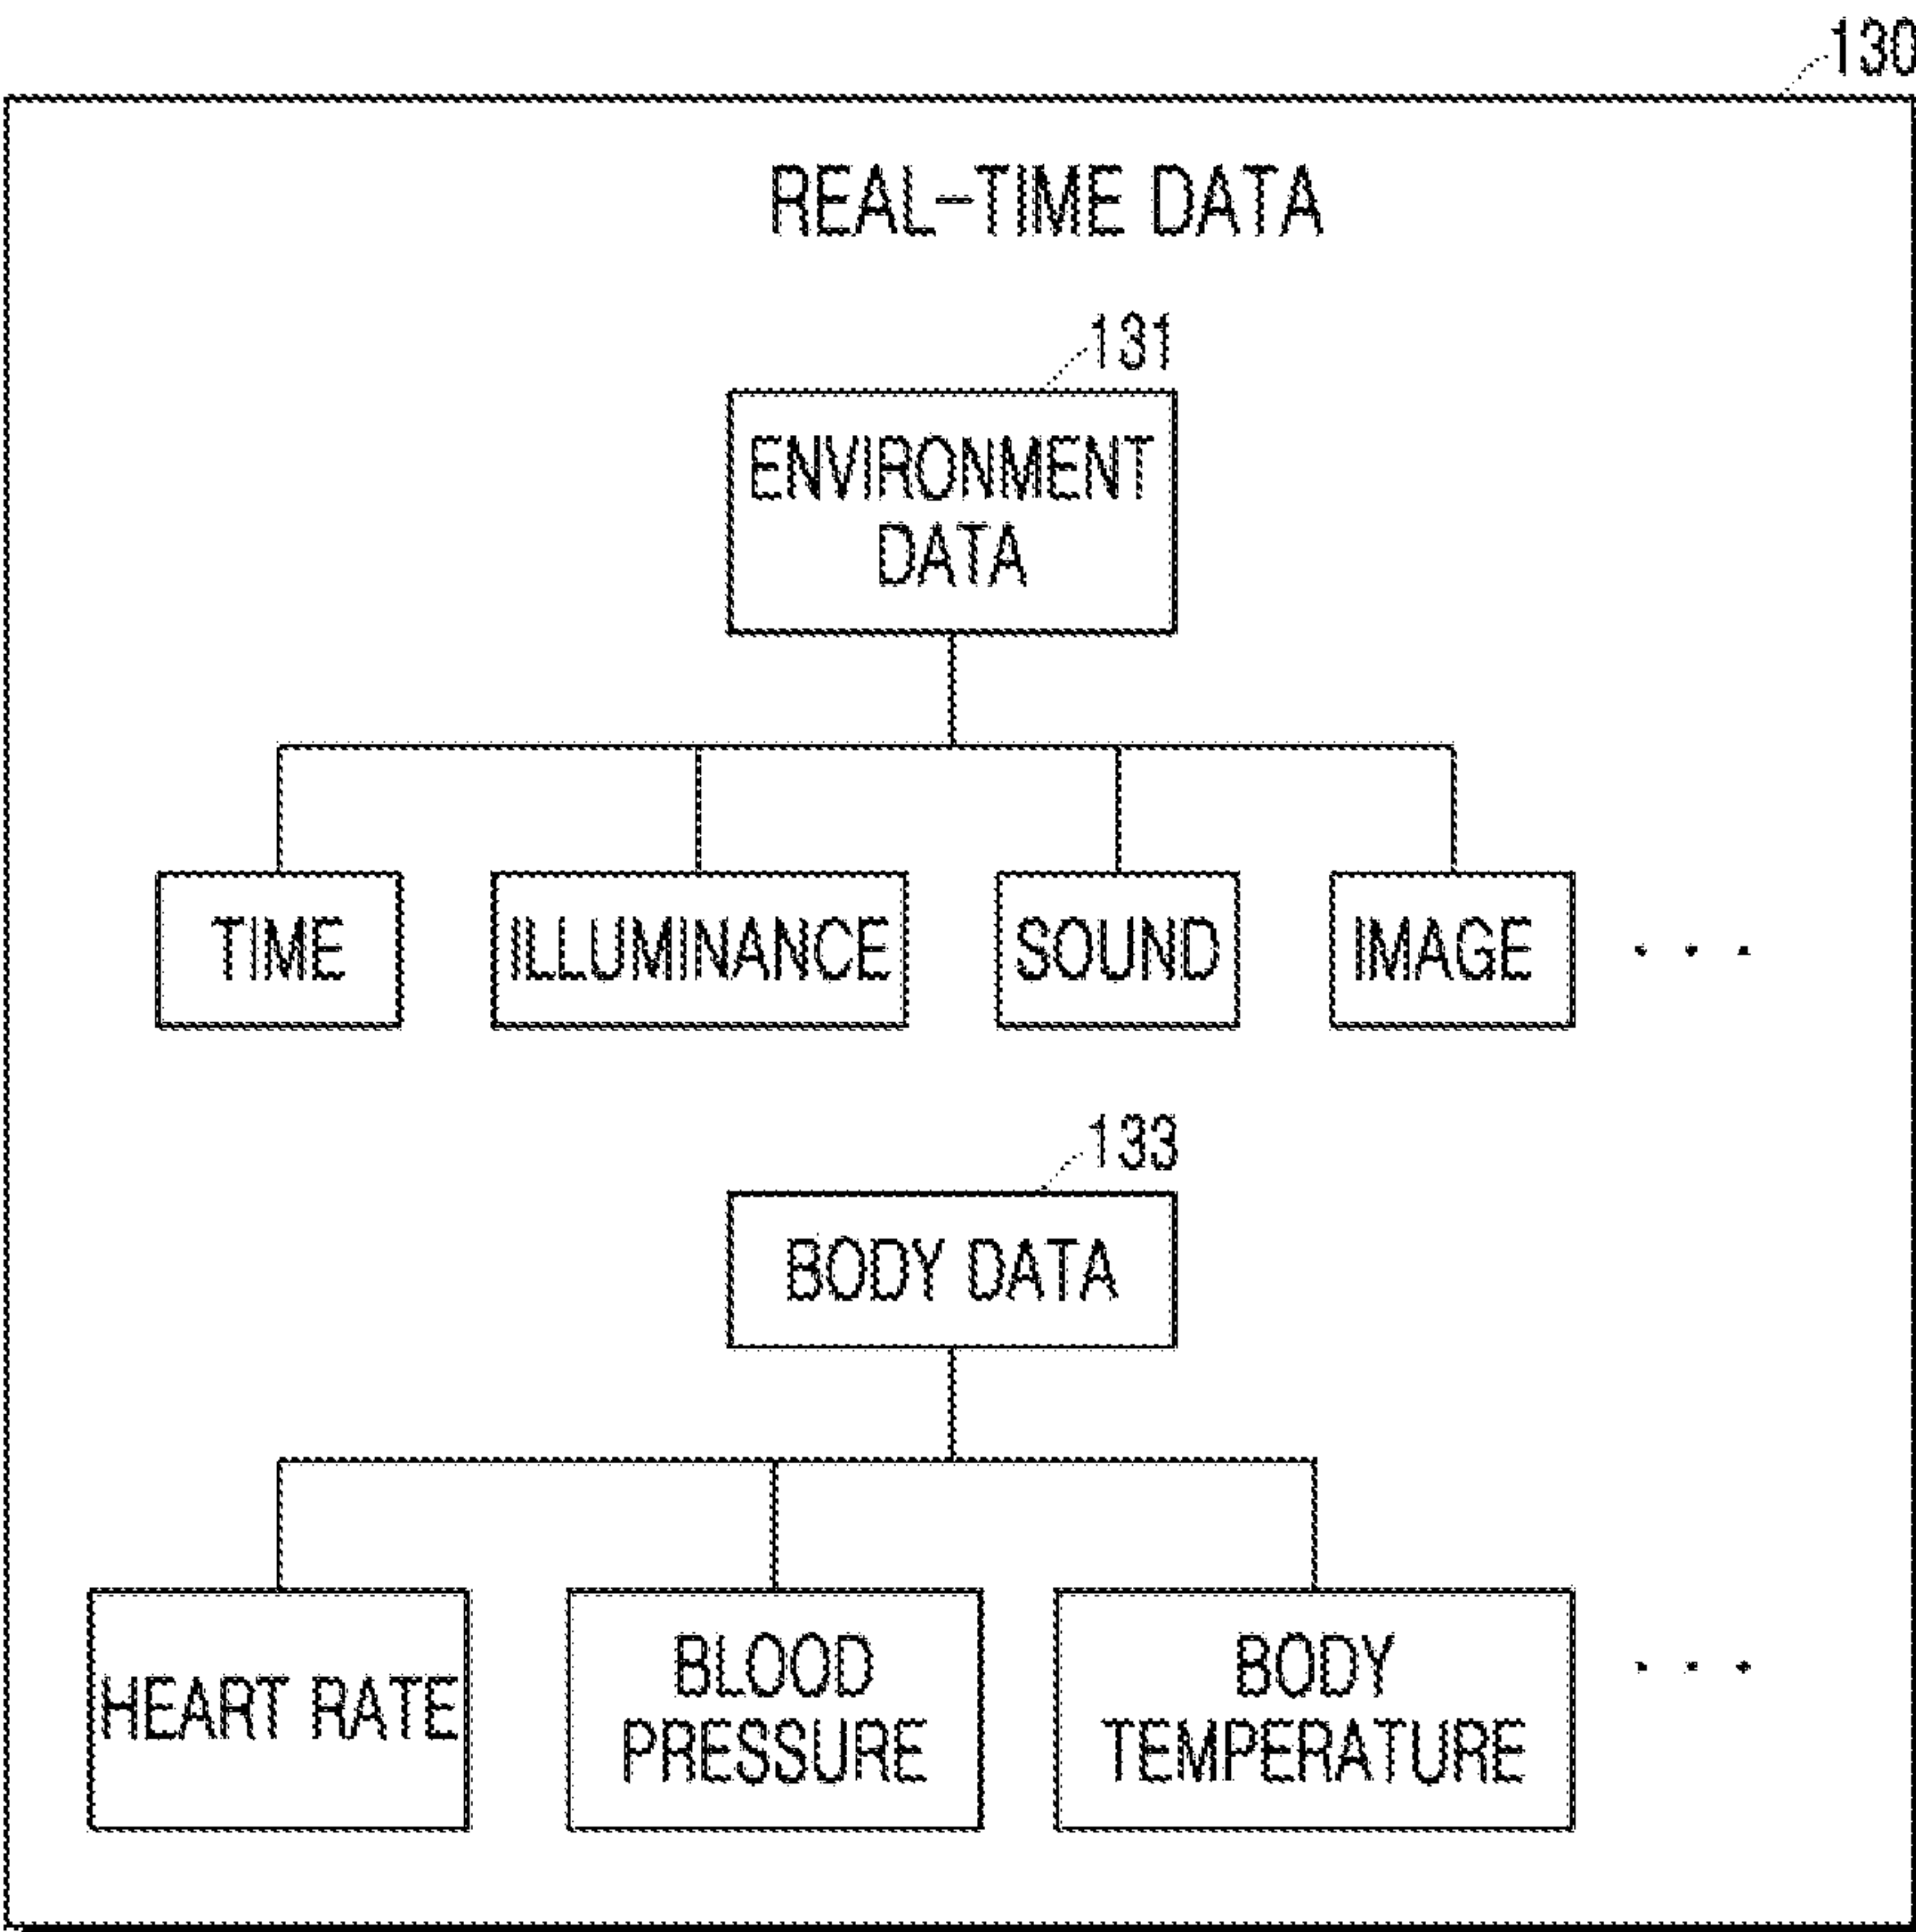 130
REAL-TIME DATA
131
ENVIRONMENT
DATA
TIME
ILLUMINANCE
SOUND
IMAGE
. . .
133
BODY DATA
HEART RATE
BLOOD
PRESSURE
BODY
TEMPERATURE
. . .